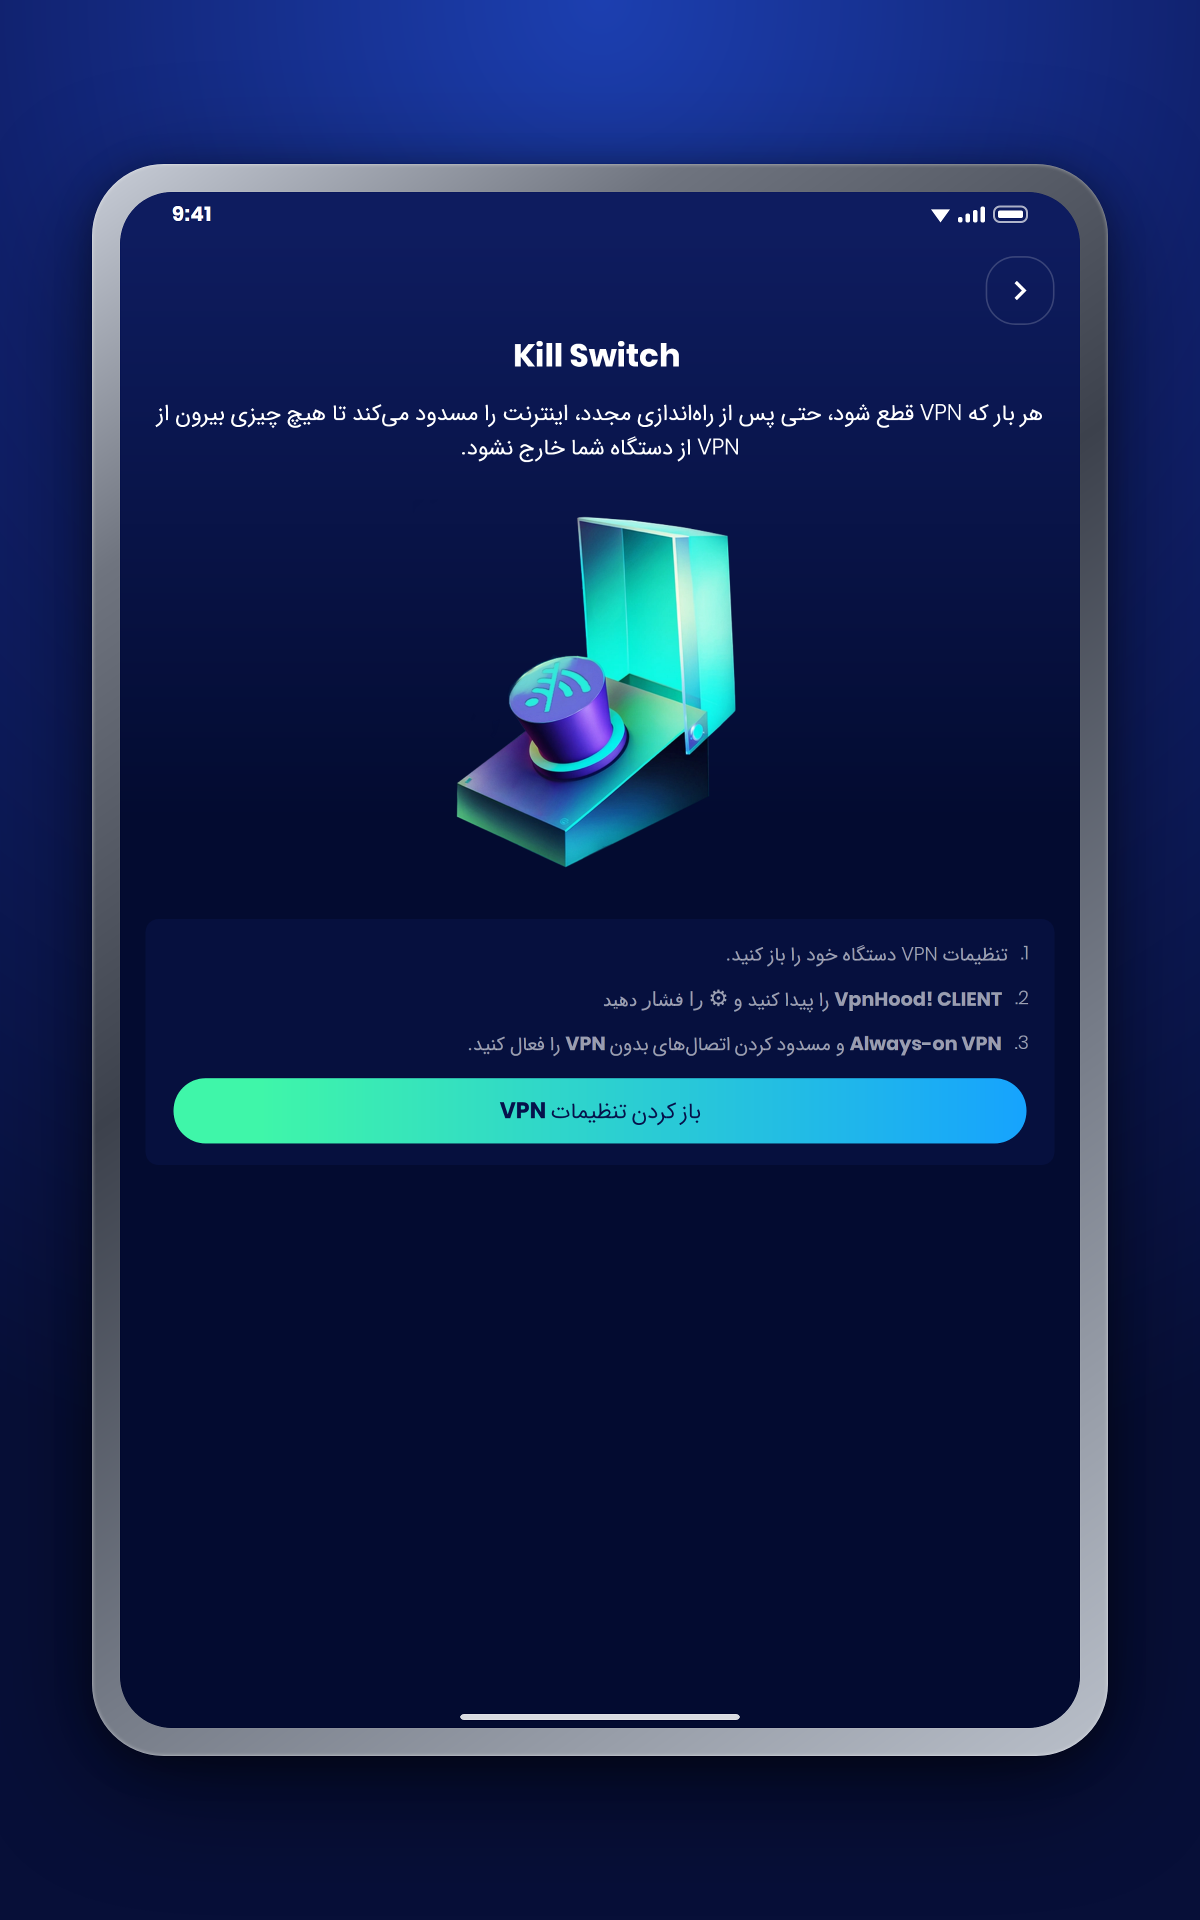 9:41
Kill Switch
هر بار که VPN قطع شود، حتی پس از راه‌اندازی مجدد، اینترنت را مسدود می‌کند تا هیچ چیزی بیرون از
VPN از دستگاه شما خارج نشود.
1. تنظیمات VPN دستگاه خود را باز کنید.
2. VpnHood! CLIENT را پیدا کنید و ⚙ را فشار دهید
3. Always-on VPN و مسدود کردن اتصال‌های بدون VPN را فعال کنید.
باز کردن تنظیمات VPN